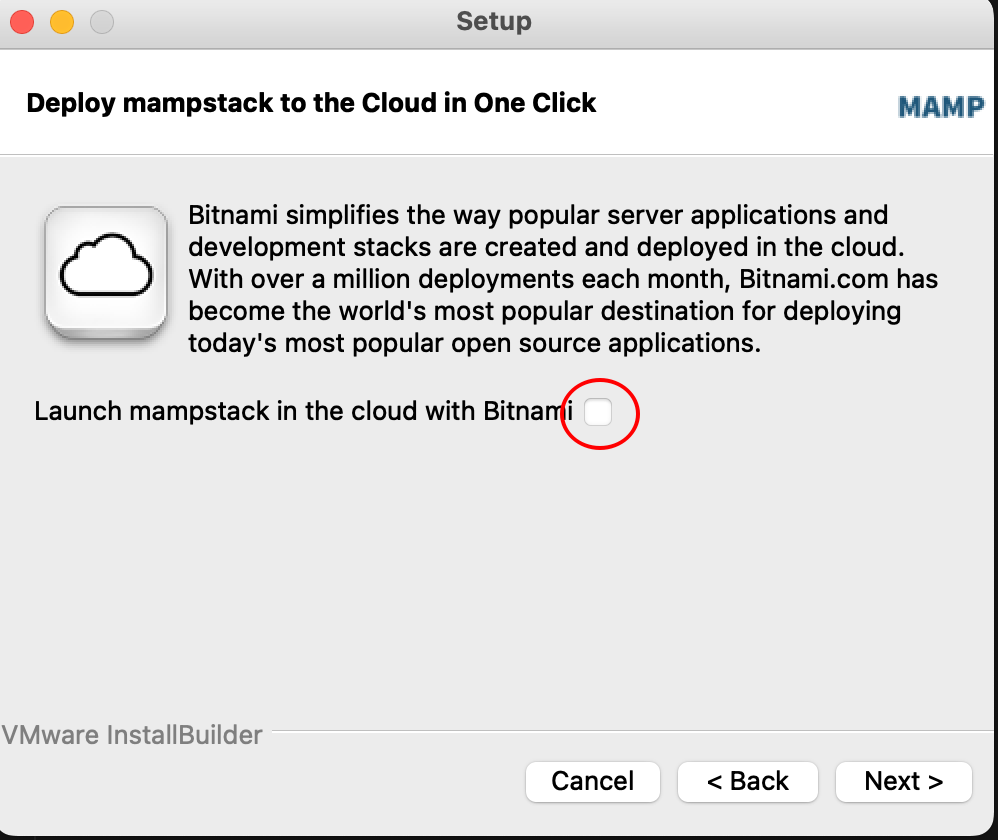 Setup
Deploy mampstack to the Cloud in One Click
MAMP
Bitnami simplifies the way popular server applications and
development stacks are created and deployed in the cloud.
With over a million deployments each month, Bitnami.com has
become the world's most popular destination for deploying
today's most popular open source applications.
Launch mampstack in the cloud with Bitnami
VMware InstallBuilder
Cancel
< Back
Next >